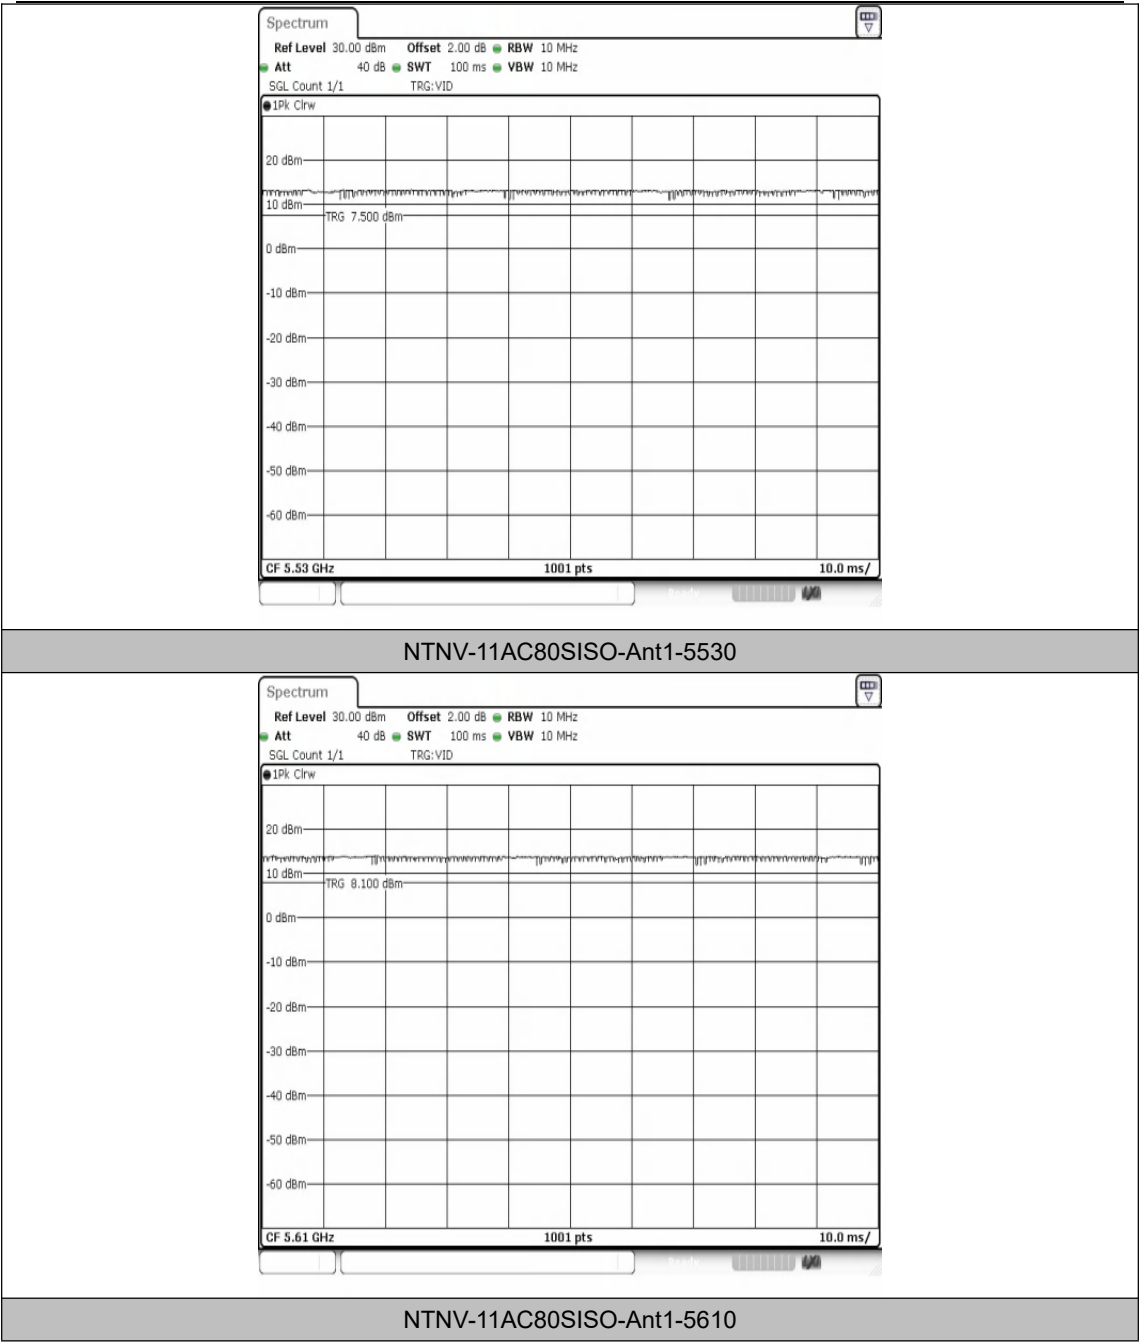 Spectrum
Ref Level 30.00 dBm Offset 2.00 dB RBW 10 MHz
Att 40 dB SWT 100 ms VBW 10 MHz
SGL Count 1/1 TRG:VID
1Pk Clrw
20 dBm
10 dBm
TRG 7.500 dBm
0 dBm
-10 dBm
-20 dBm
-30 dBm
-40 dBm
-50 dBm
-60 dBm
CF 5.53 GHz 1001 pts 10.0 ms/
Ready
NTNV-11AC80SISO-Ant1-5530
Spectrum
Ref Level 30.00 dBm Offset 2.00 dB RBW 10 MHz
Att 40 dB SWT 100 ms VBW 10 MHz
SGL Count 1/1 TRG:VID
1Pk Clrw
20 dBm
10 dBm
TRG 8.100 dBm
0 dBm
-10 dBm
-20 dBm
-30 dBm
-40 dBm
-50 dBm
-60 dBm
CF 5.61 GHz 1001 pts 10.0 ms/
Ready
NTNV-11AC80SISO-Ant1-5610